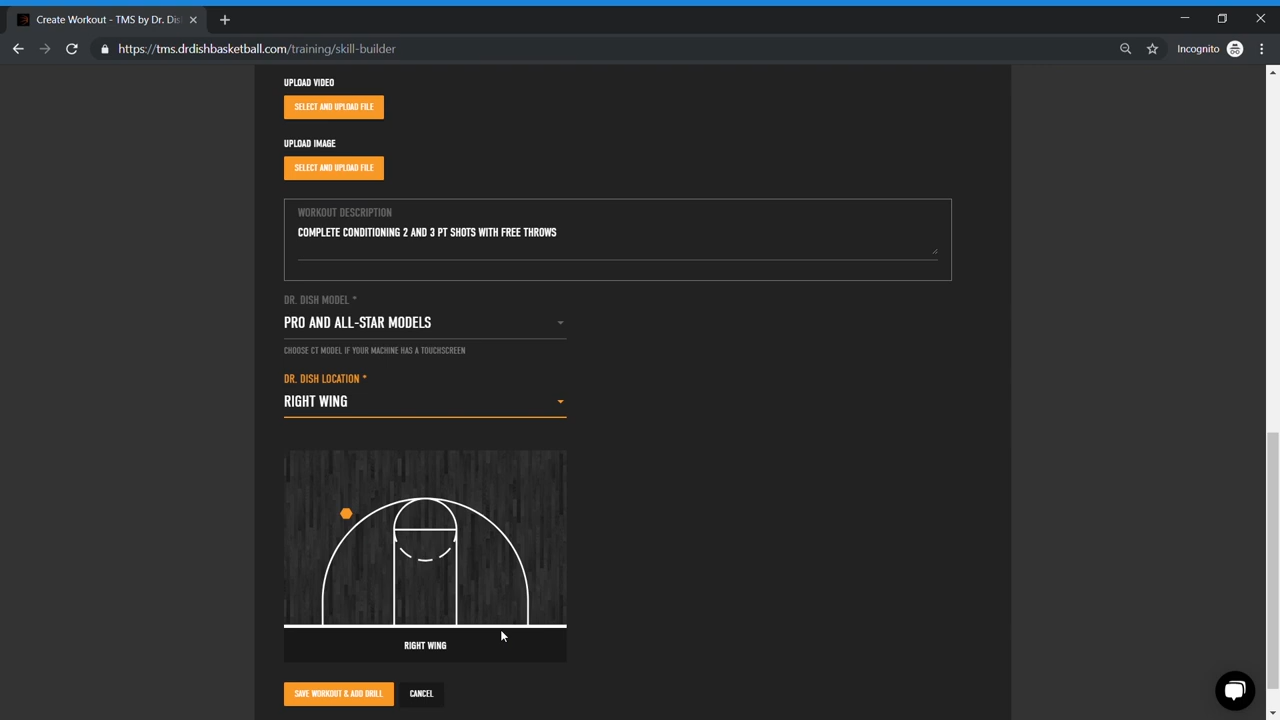 Create Workout - TMS by Dr. Dis
https://tms.drdishbasketball.com/training/skill-builder
Incognito
UPLOAD VIDEO
SELECT AND UPLOAD FILE
UPLOAD IMAGE
SELECT AND UPLOAD FILE
WORKOUT DESCRIPTION
COMPLETE CONDITIONING 2 AND 3 PT SHOTS WITH FREE THROWS
DR. DISH MODEL *
PRO AND ALL-STAR MODELS
CHOOSE CT MODEL IF YOUR MACHINE HAS A TOUCHSCREEN
DR. DISH LOCATION *
RIGHT WING
RIGHT WING
SAVE WORKOUT & ADD DRILL
CANCEL